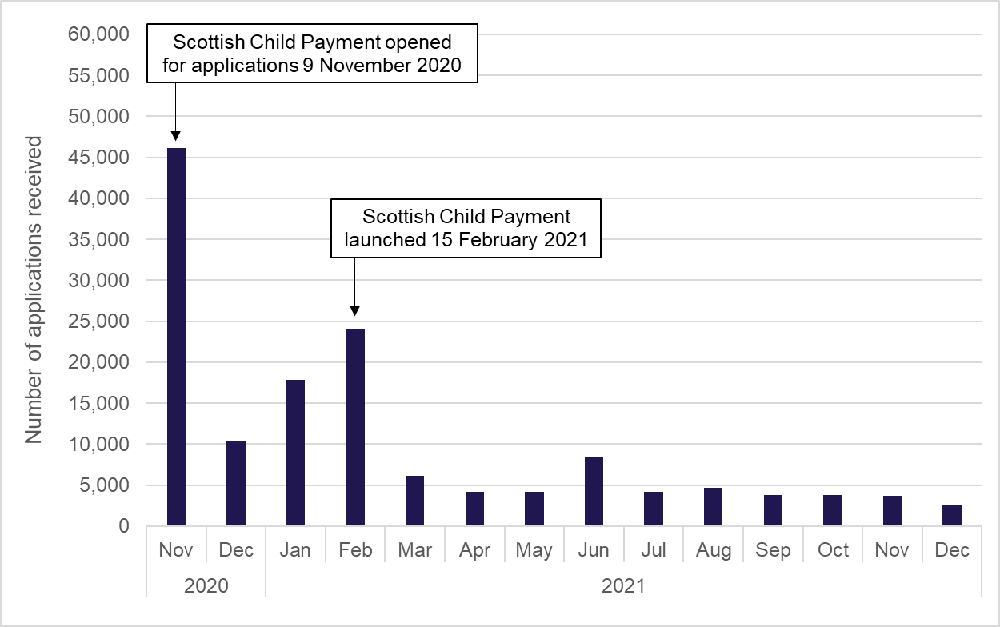 60,000
55,000
50,000
45,000
40,000
35,000
30,000
25,000
20,000
15,000
10,000
5,000
0
Number of applications received
Scottish Child Payment opened
for applications 9 November 2020
Scottish Child Payment
launched 15 February 2021
Nov Dec Jan Feb Mar Apr May Jun Jul Aug Sep Oct Nov Dec
2020 2021